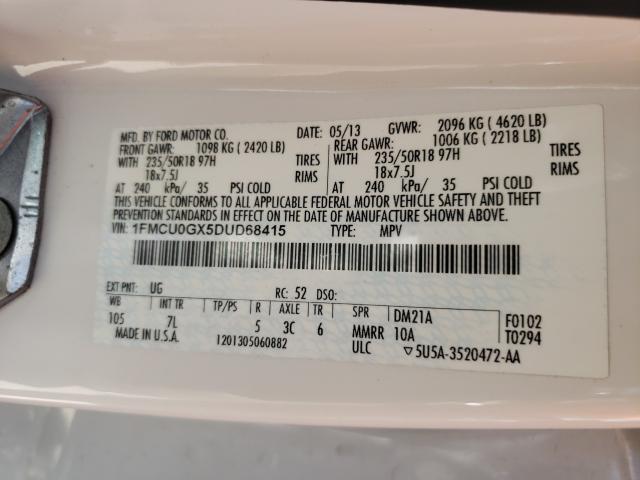 MFD. BY FORD MOTOR CO. DATE: 05/13 GVWR: 2096 KG ( 4620 LB)
FRONT GAWR: 1098 KG ( 2420 LB) REAR GAWR: 1006 KG ( 2218 LB)
WITH 235/50R18 97H TIRES WITH 235/50R18 97H TIRES
18x7.5J RIMS 18x7.5J RIMS
AT 240 kPa/ 35 PSI COLD AT 240 kPa/ 35 PSI COLD
THIS VEHICLE CONFORMS TO ALL APPLICABLE FEDERAL MOTOR VEHICLE SAFETY AND THEFT
PREVENTION STANDARDS IN EFFECT ON THE DATE OF MANUFACTURE SHOWN ABOVE.
VIN: 1FMCU0GX5DUD68415 TYPE: MPV
EXT PNT: UG RC: 52 DSO:
WB INT TR TP/PS R AXLE TR SPR DM21A F0102
105 7L 5 3C 6 MMRR 10A T0294
MADE IN U.S.A. 1201305060882 ULC 5U5A-3520472-AA